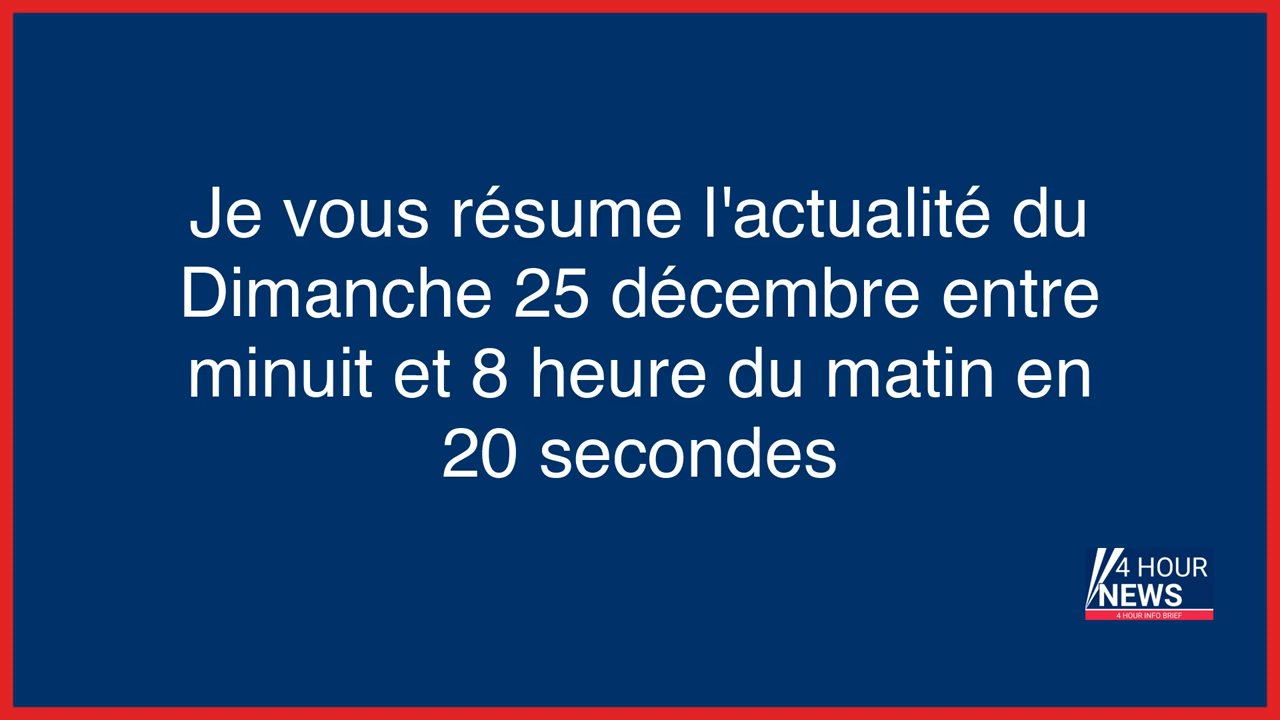 Je vous résume l'actualité du
Dimanche 25 décembre entre
minuit et 8 heure du matin en
20 secondes
4 HOUR
NEWS
4 HOUR INFO BRIEF